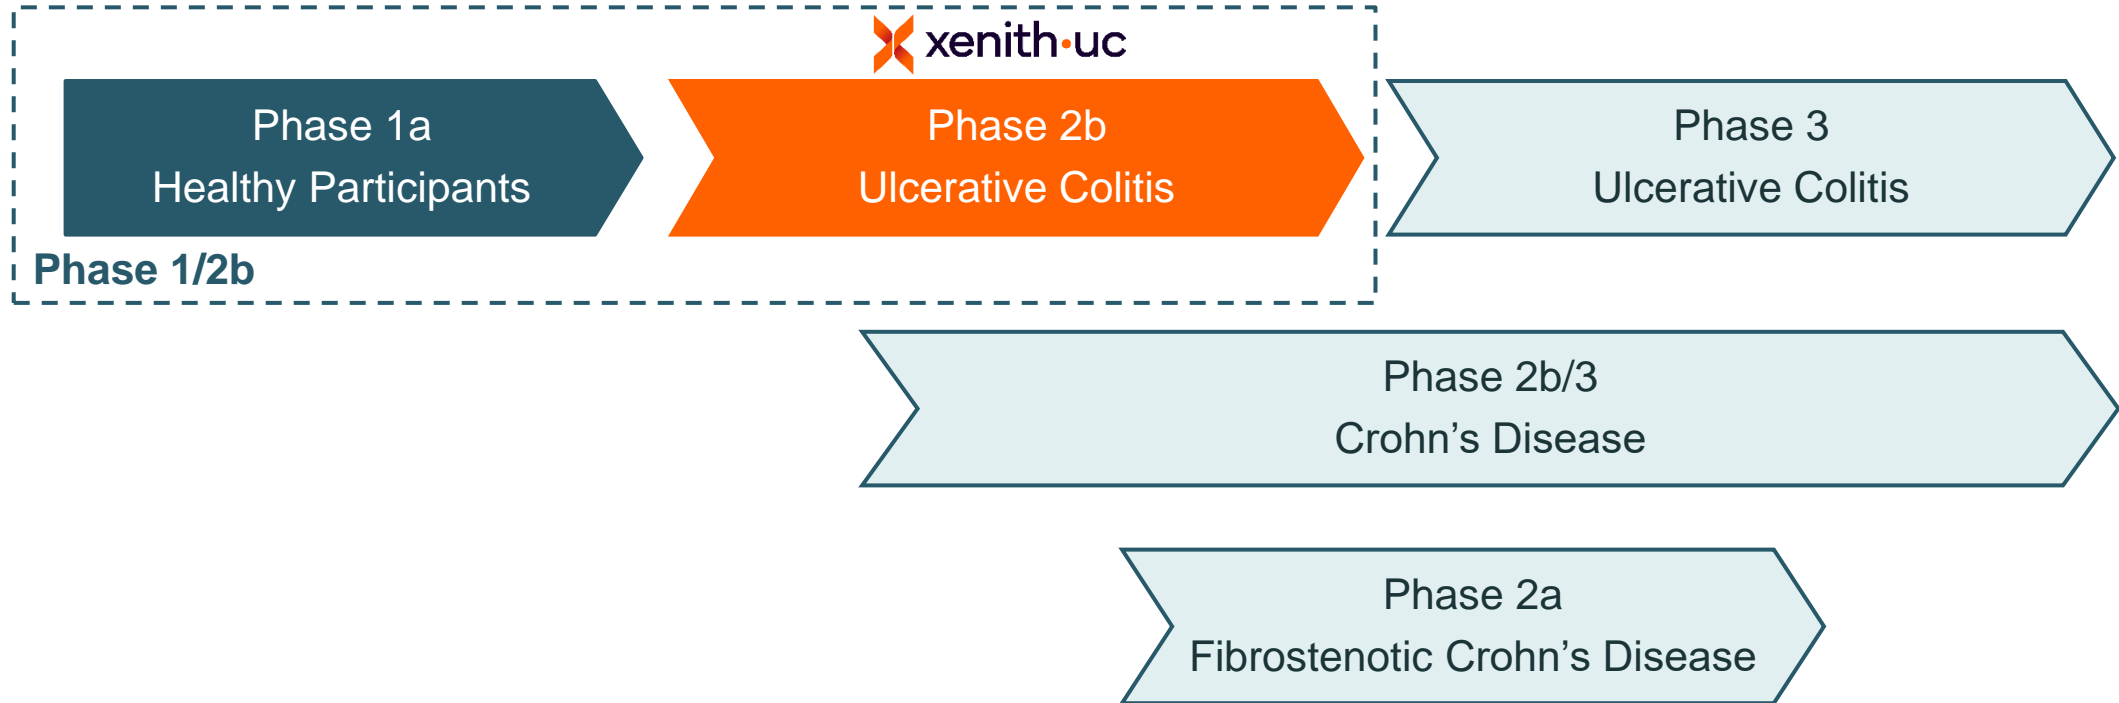 xenith·uc
Phase 1a
Healthy Participants
Phase 2b
Ulcerative Colitis
Phase 3
Ulcerative Colitis
Phase 1/2b
Phase 2b/3
Crohn’s Disease
Phase 2a
Fibrostenotic Crohn’s Disease